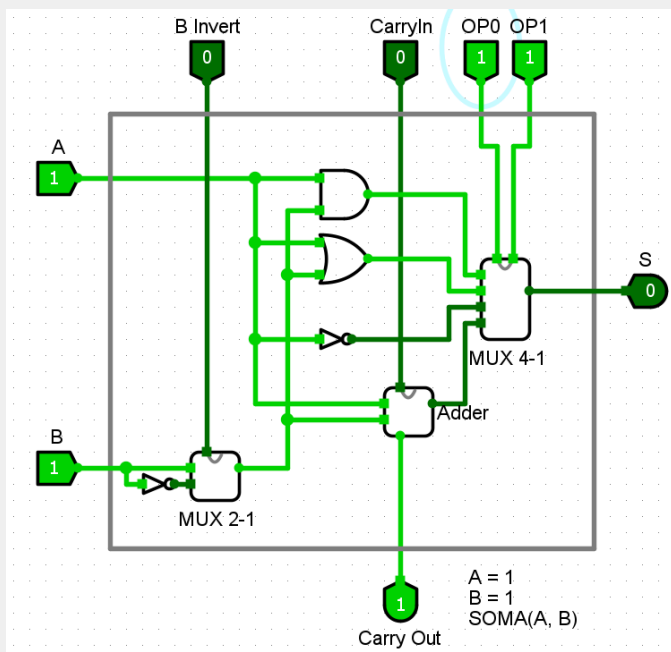 B Invert CarryIn OP0 OP1
0 0 1 1
A
1
S
0
MUX 4-1
Adder
B
1
MUX 2-1
A = 1
B = 1
SOMA(A, B)
1
Carry Out